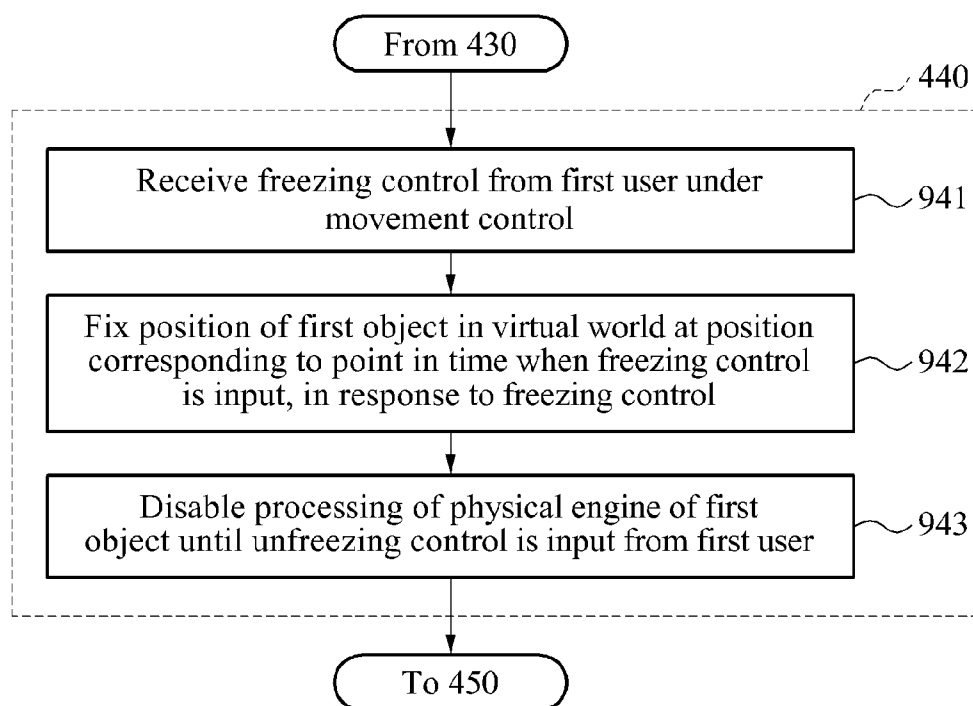 From 430
440
Receive freezing control from first user under
movement control
941
Fix position of first object in virtual world at position
corresponding to point in time when freezing control
is input, in response to freezing control
942
Disable processing of physical engine of first
object until unfreezing control is input from first user
943
To 450